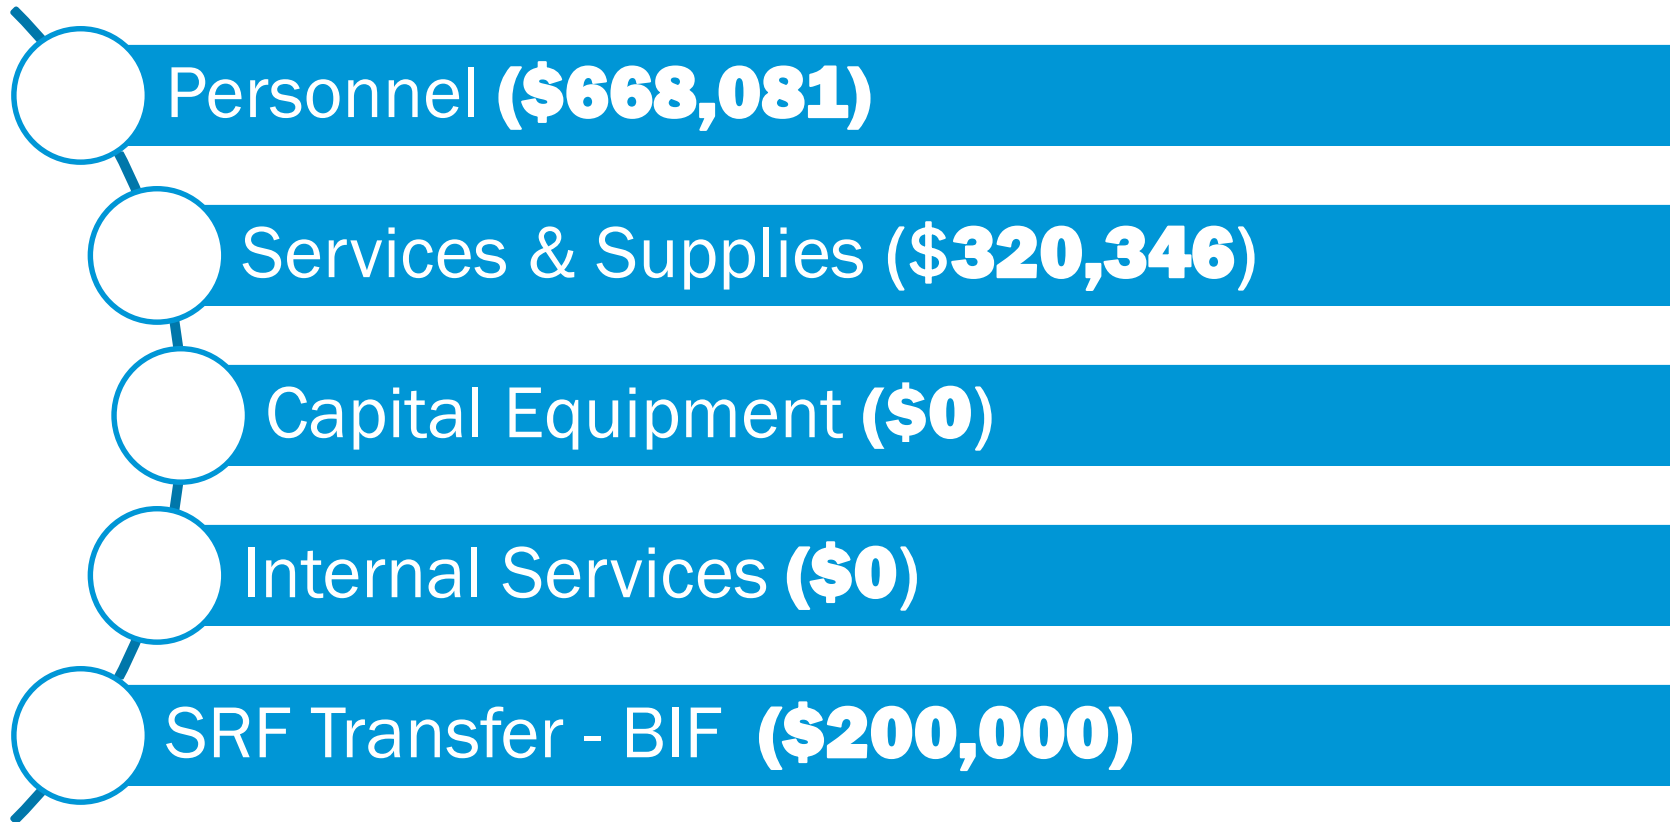 Personnel ($668,081)
Services & Supplies ($320,346)
Capital Equipment ($0)
Internal Services ($0)
SRF Transfer - BIF ($200,000)